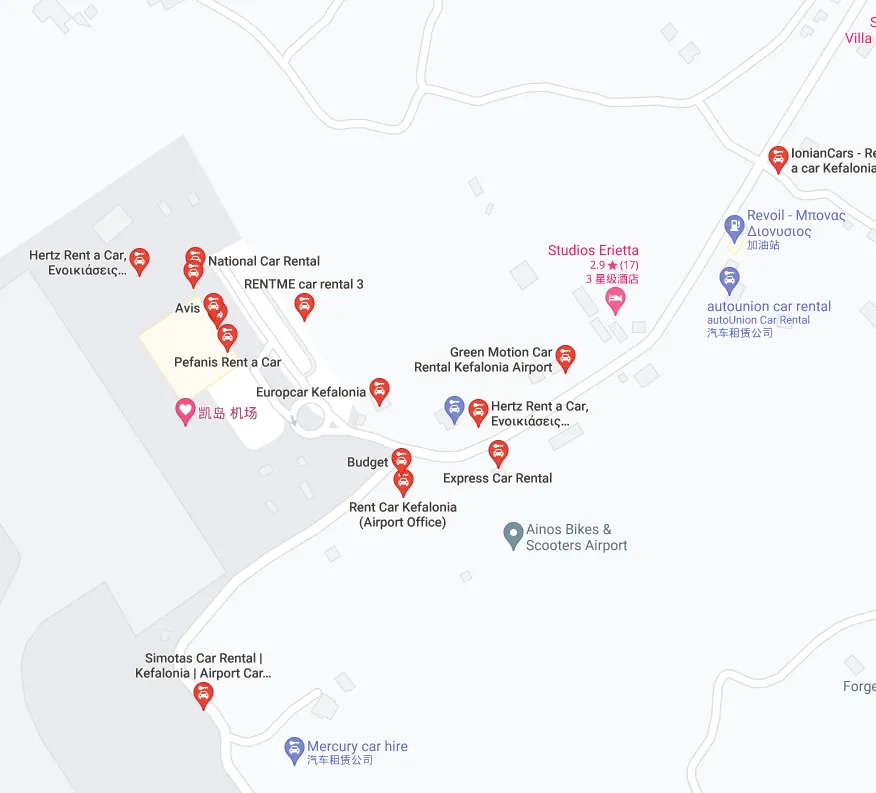 S
Villa
IonianCars - Re
a car Kefalonia
Revoil - Μπονας
Διονυσιος
加油站
Hertz Rent a Car,
Ενοικιάσεις...
National Car Rental
RENTME car rental 3
Studios Erietta
2.9★(17)
3 星级酒店
Avis
autounion car rental
autoUnion Car Rental
汽车租赁公司
Pefanis Rent a Car
Green Motion Car
Rental Kefalonia Airport
Europcar Kefalonia
凯岛 机场
Hertz Rent a Car,
Ενοικιάσεις...
Budget
Express Car Rental
Rent Car Kefalonia
(Airport Office)
Ainos Bikes &
Scooters Airport
Simotas Car Rental |
Kefalonia | Airport Car...
Forge
Mercury car hire
汽车租赁公司